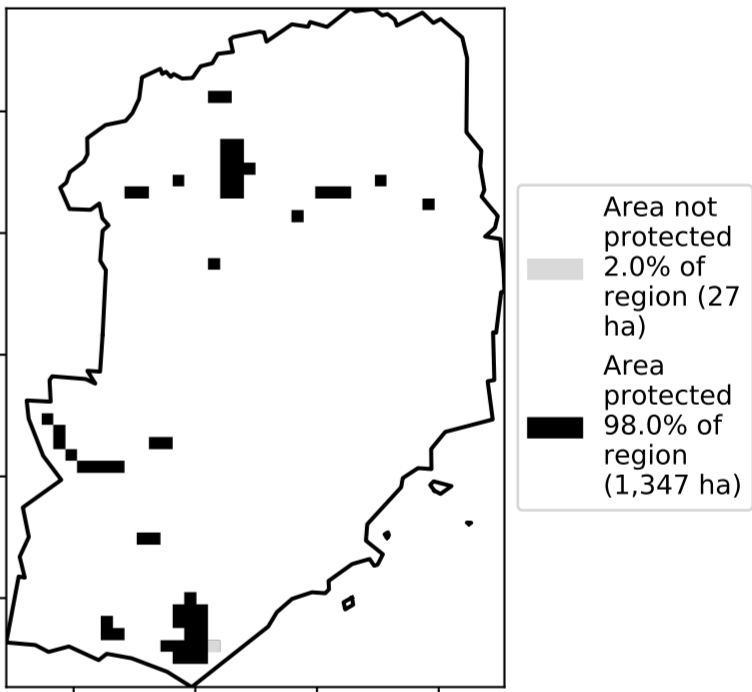 Area not
protected
2.0% of
region (27
ha)
Area
protected
98.0% of
region
(1,347 ha)